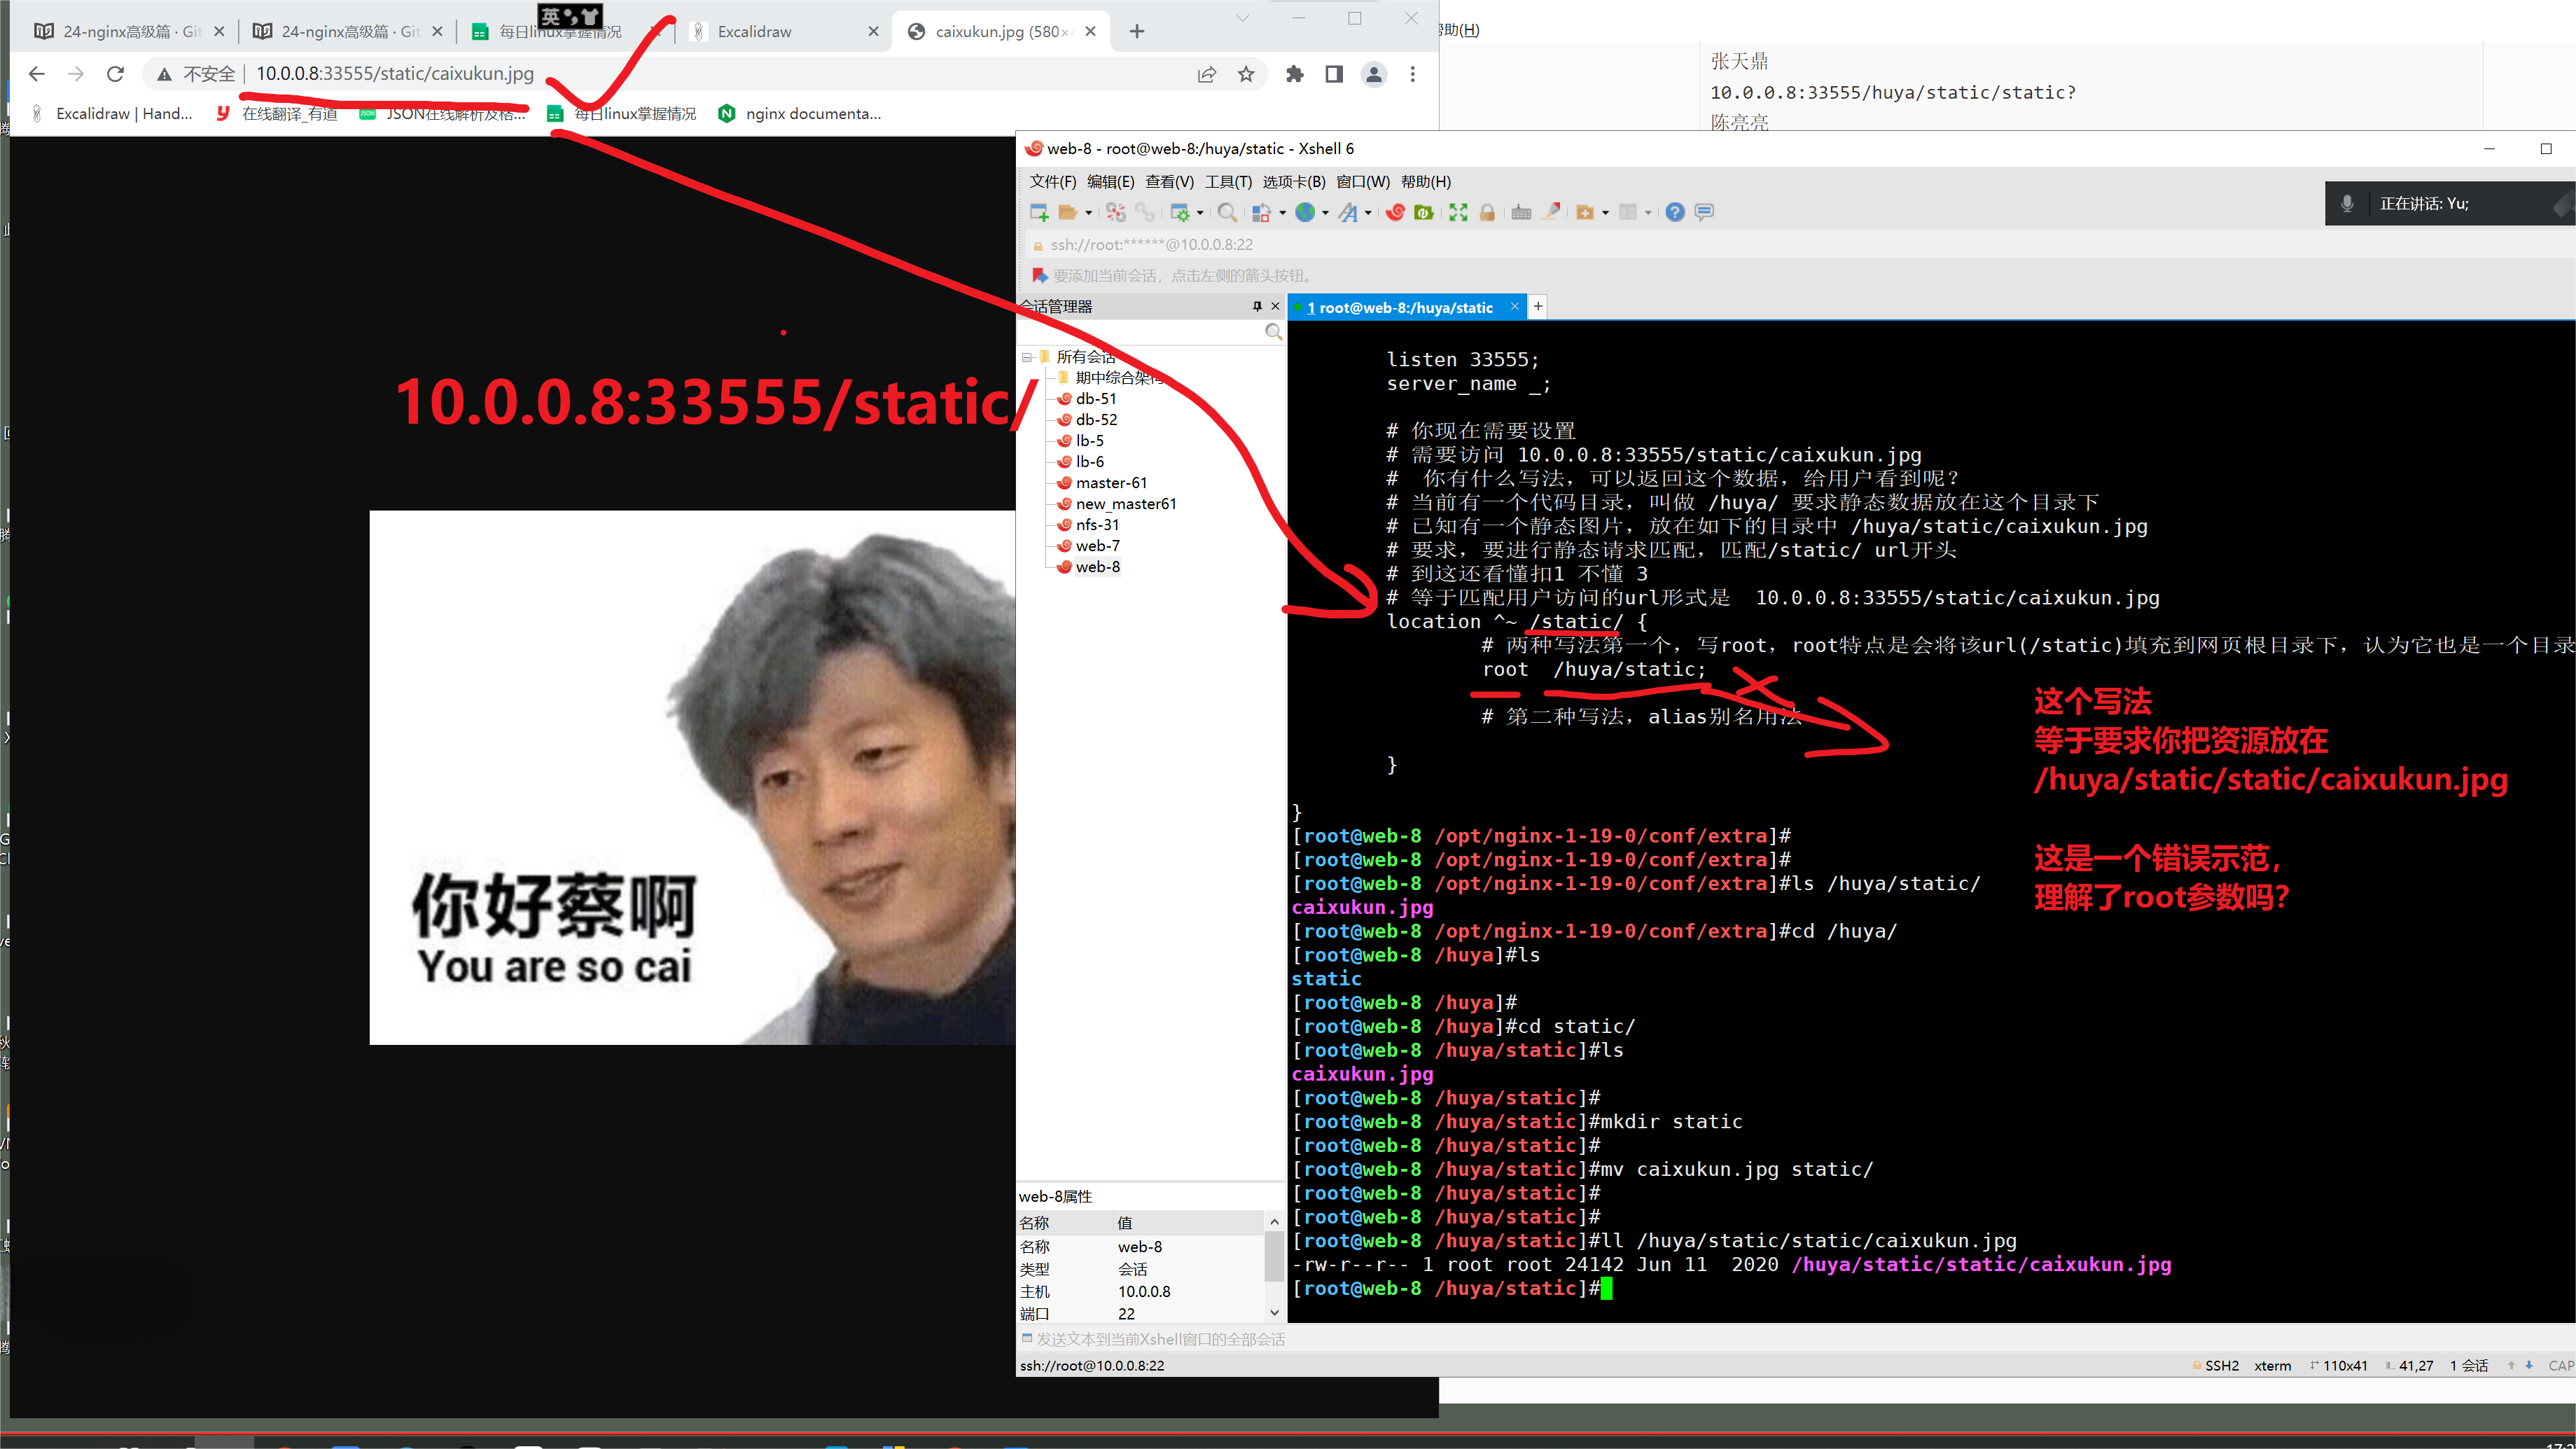 24-nginx高级篇 · Git
24-nginx高级篇 · Git
每日linux掌握情况
英
Excalidraw
caixukun.jpg (580×
不安全
10.0.0.8:33555/static/caixukun.jpg
Excalidraw | Hand...
在线翻译_有道
JSON在线解析及格...
每日linux掌握情况
nginx documenta...
帮助(H)
张天鼎
10.0.0.8:33555/huya/static/static?
陈亮亮
web-8 - root@web-8:/huya/static - Xshell 6
文件(F) 编辑(E) 查看(V) 工具(T) 选项卡(B) 窗口(W) 帮助(H)
正在讲话: Yu;
ssh://root:******@10.0.0.8:22
要添加当前会话，点击左侧的箭头按钮。
会话管理器
1 root@web-8:/huya/static
所有会话
期中综合架构
db-51
db-52
lb-5
lb-6
master-61
new_master61
nfs-31
web-7
web-8
10.0.0.8:33555/static/
你好蔡啊
You are so cai
listen 33555;
server_name _;
# 你现在需要设置
# 需要访问 10.0.0.8:33555/static/caixukun.jpg
#  你有什么写法，可以返回这个数据，给用户看到呢？
# 当前有一个代码目录，叫做 /huya/ 要求静态数据放在这个目录下
# 已知有一个静态图片，放在如下的目录中 /huya/static/caixukun.jpg
# 要求，要进行静态请求匹配，匹配/static/ url开头
# 到这还看懂扣1 不懂 3
# 等于匹配用户访问的url形式是  10.0.0.8:33555/static/caixukun.jpg
location ^~ /static/ {
# 两种写法第一个，写root，root特点是会将该url(/static)填充到网页根目录下，认为它也是一个目录
root  /huya/static;
# 第二种写法，alias别名用法
}
}
这个写法
等于要求你把资源放在
/huya/static/static/caixukun.jpg
这是一个错误示范，
理解了root参数吗？
[root@web-8 /opt/nginx-1-19-0/conf/extra]#
[root@web-8 /opt/nginx-1-19-0/conf/extra]#
[root@web-8 /opt/nginx-1-19-0/conf/extra]#ls /huya/static/
caixukun.jpg
[root@web-8 /opt/nginx-1-19-0/conf/extra]#cd /huya/
[root@web-8 /huya]#ls
static
[root@web-8 /huya]#
[root@web-8 /huya]#cd static/
[root@web-8 /huya/static]#ls
caixukun.jpg
[root@web-8 /huya/static]#
[root@web-8 /huya/static]#mkdir static
[root@web-8 /huya/static]#
[root@web-8 /huya/static]#mv caixukun.jpg static/
[root@web-8 /huya/static]#
[root@web-8 /huya/static]#
[root@web-8 /huya/static]#ll /huya/static/static/caixukun.jpg
-rw-r--r-- 1 root root 24142 Jun 11  2020 /huya/static/static/caixukun.jpg
[root@web-8 /huya/static]#
web-8属性
名称 值
名称 web-8
类型 会话
主机 10.0.0.8
端口 22
发送文本到当前Xshell窗口的全部会话
ssh://root@10.0.0.8:22
SSH2 xterm 110x41 41,27 1 会话 CAP